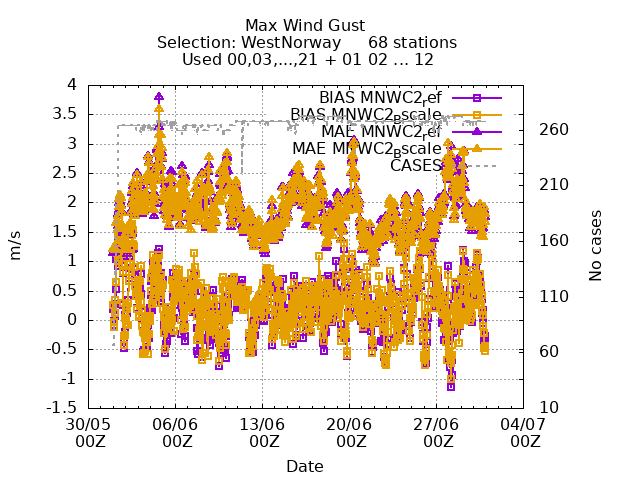 Max Wind Gust
Selection: WestNorway 68 stations
Used 00,03,...,21 + 01 02 ... 12
BIAS MNWC2_ref
BIAS MNWC2_Bscale
MAE MNWC2_ref
MAE MNWC2_Bscale
CASES
4
3.5
3
2.5
2
1.5
1
0.5
0
-0.5
-1
-1.5
m/s
260
210
160
110
60
10
No cases
30/05 06/06 13/06 20/06 27/06 04/07
00Z 00Z 00Z 00Z 00Z 00Z
Date